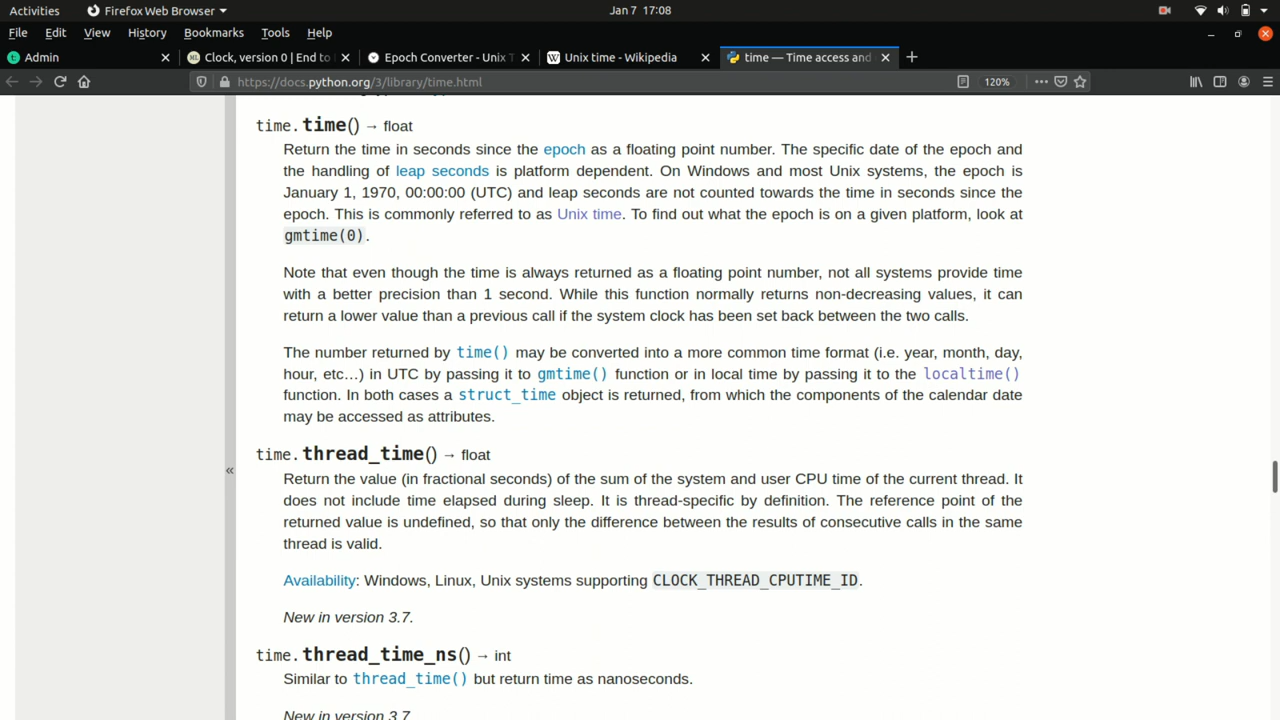 Activities Firefox Web Browser Jan 7 17:08
File Edit View History Bookmarks Tools Help
Admin Clock, version 0 | End to Epoch Converter - Unix T Unix time - Wikipedia time — Time access and
https://docs.python.org/3/library/time.html 120%
time.time() → float
Return the time in seconds since the epoch as a floating point number. The specific date of the epoch and
the handling of leap seconds is platform dependent. On Windows and most Unix systems, the epoch is
January 1, 1970, 00:00:00 (UTC) and leap seconds are not counted towards the time in seconds since the
epoch. This is commonly referred to as Unix time. To find out what the epoch is on a given platform, look at
gmtime(0).
Note that even though the time is always returned as a floating point number, not all systems provide time
with a better precision than 1 second. While this function normally returns non-decreasing values, it can
return a lower value than a previous call if the system clock has been set back between the two calls.
The number returned by time() may be converted into a more common time format (i.e. year, month, day,
hour, etc…) in UTC by passing it to gmtime() function or in local time by passing it to the localtime()
function. In both cases a struct_time object is returned, from which the components of the calendar date
may be accessed as attributes.
time.thread_time() → float
«
Return the value (in fractional seconds) of the sum of the system and user CPU time of the current thread. It
does not include time elapsed during sleep. It is thread-specific by definition. The reference point of the
returned value is undefined, so that only the difference between the results of consecutive calls in the same
thread is valid.
Availability: Windows, Linux, Unix systems supporting CLOCK_THREAD_CPUTIME_ID.
New in version 3.7.
time.thread_time_ns() → int
Similar to thread_time() but return time as nanoseconds.
New in version 3.7